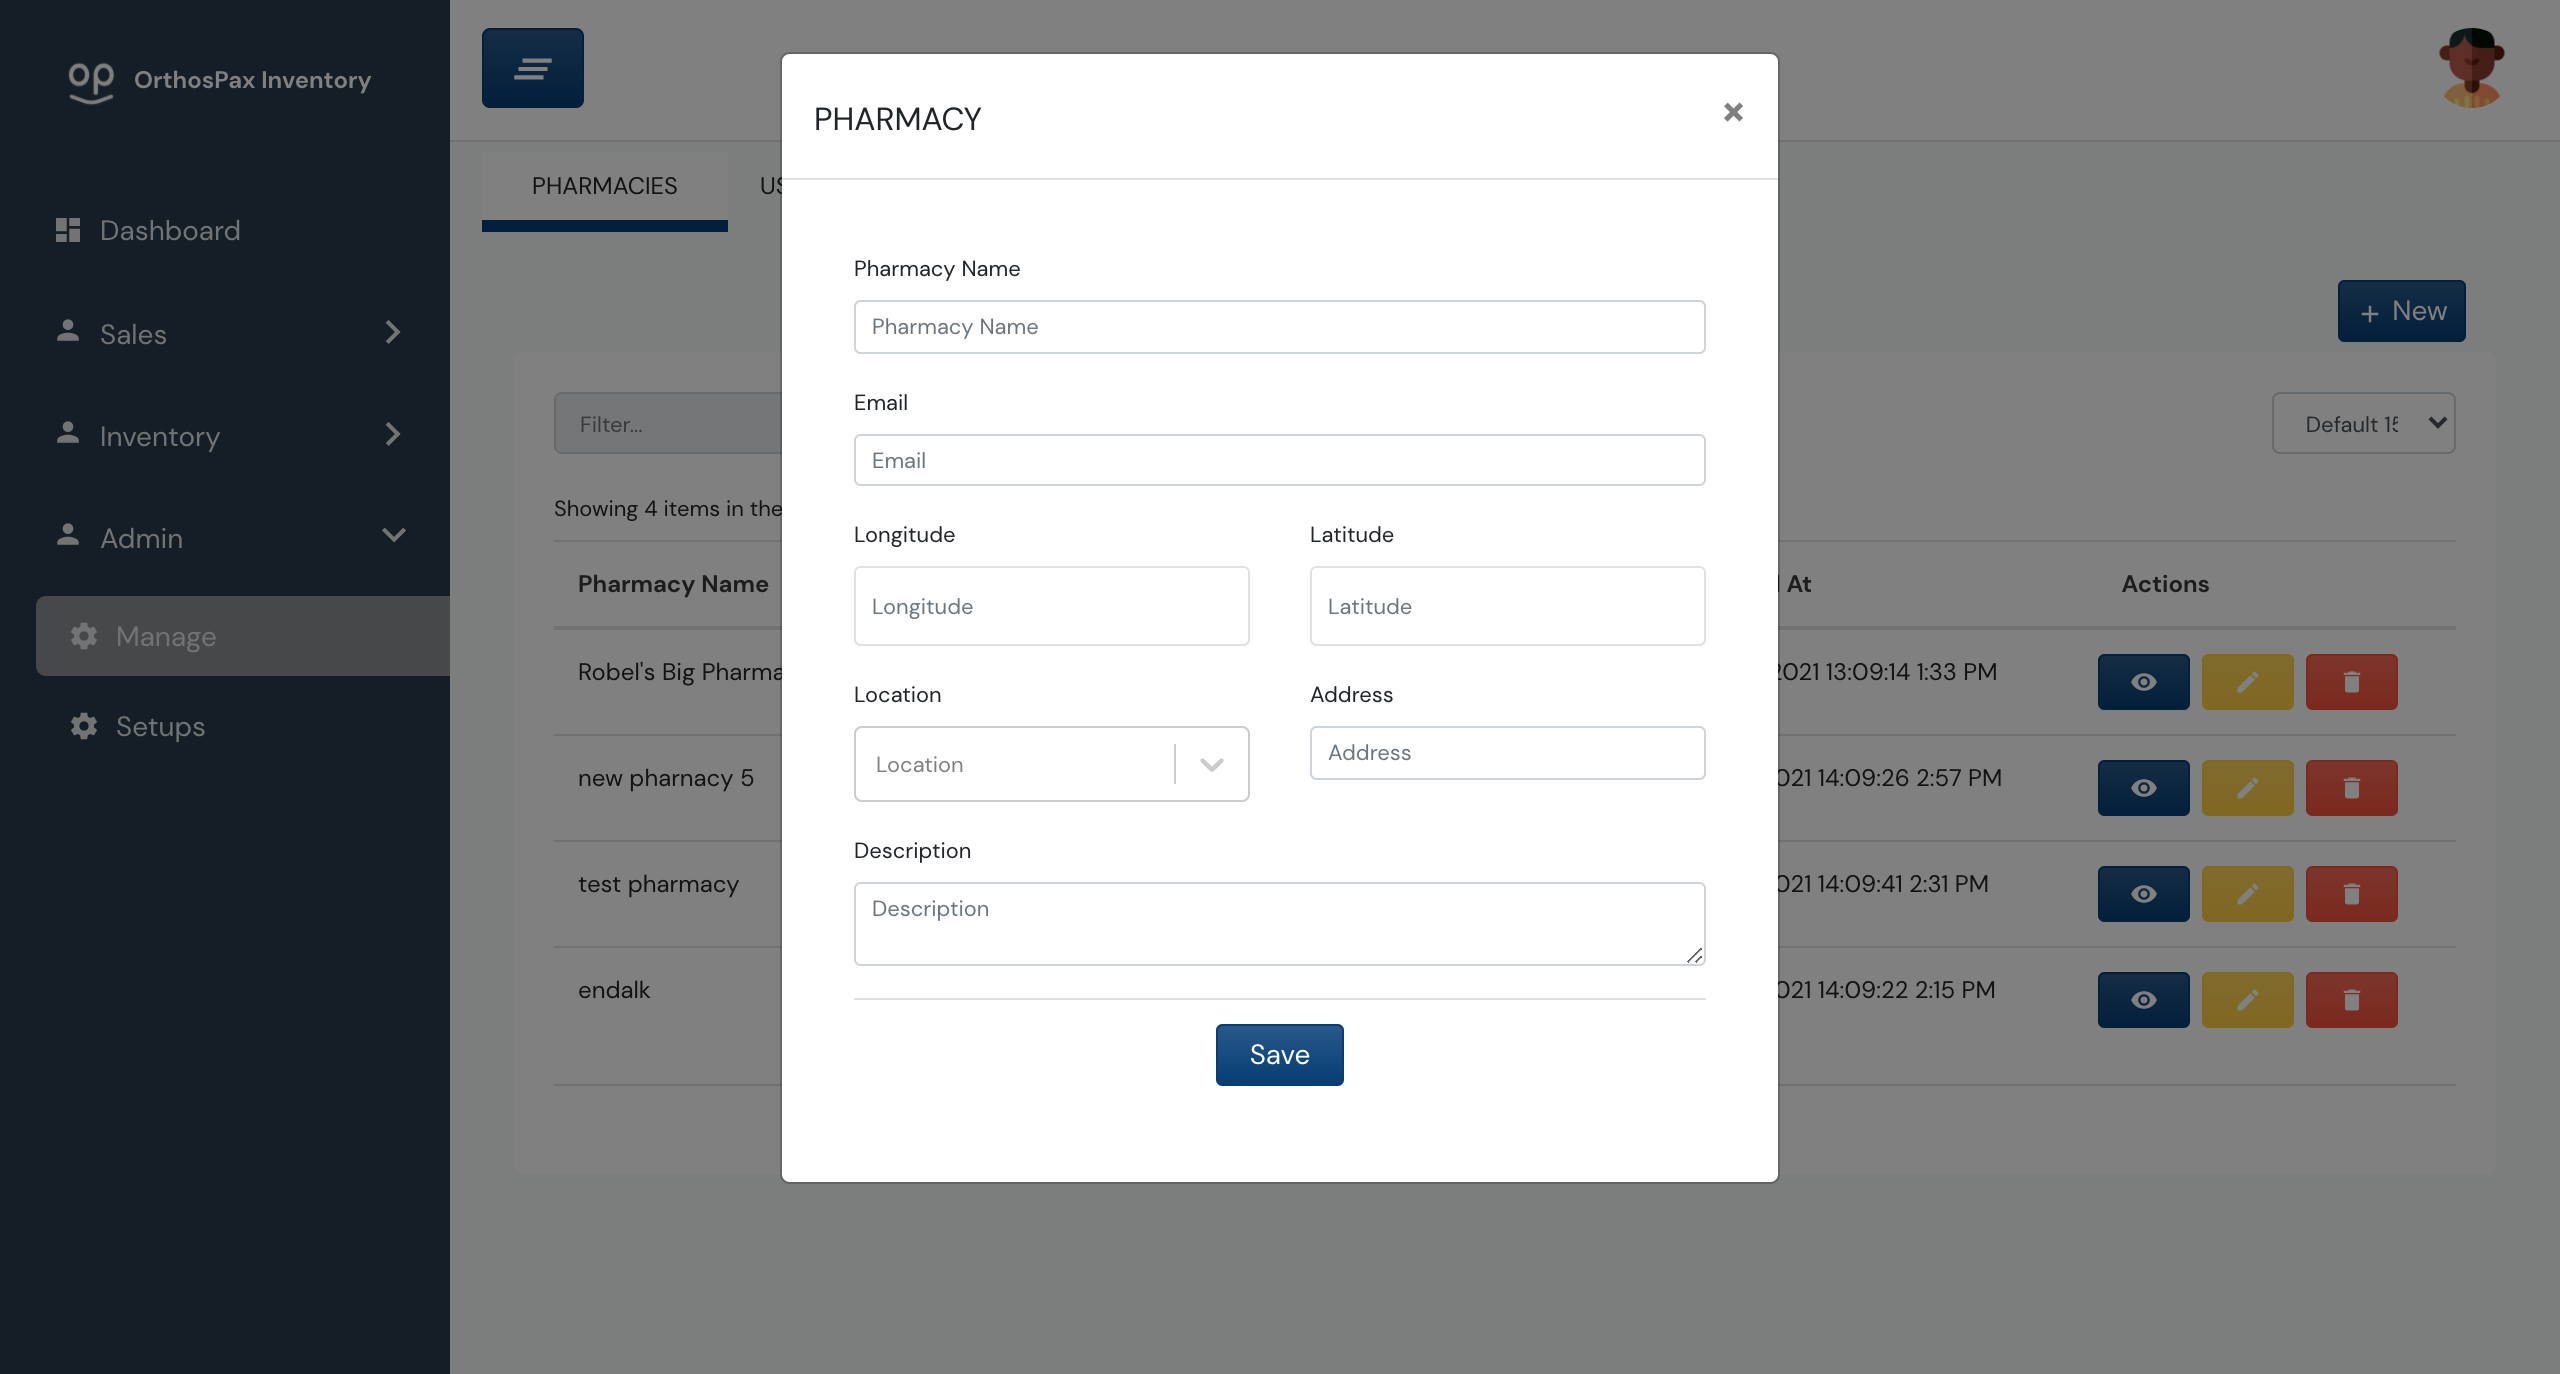 op OrthosPax Inventory
Dashboard
Sales
Inventory
Admin
Manage
Setups
PHARMACIES
+ New
Filter...
Default 15
Showing 4 items in the
Pharmacy Name
At
Actions
Robel's Big Pharma
2021 13:09:14 1:33 PM
new pharnacy 5
021 14:09:26 2:57 PM
test pharmacy
021 14:09:41 2:31 PM
endalk
021 14:09:22 2:15 PM
PHARMACY
×
Pharmacy Name
Pharmacy Name
Email
Email
Longitude Latitude
Longitude Latitude
Location Address
Location Address
Description
Description
Save